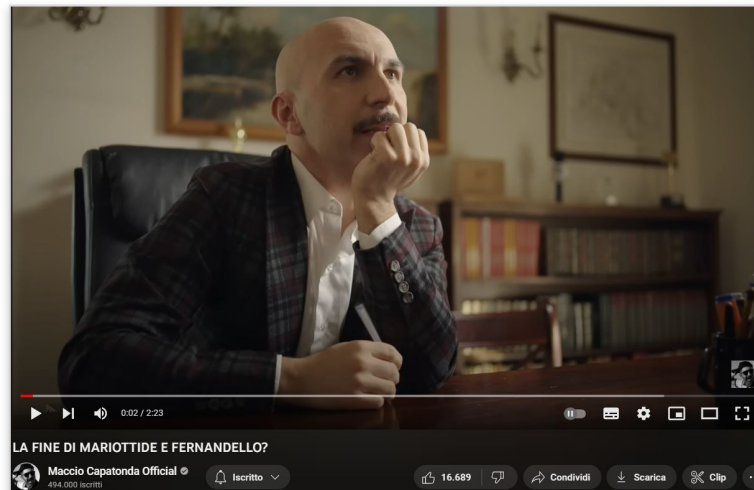 0:02 / 2:23
LA FINE DI MARIOTTIDE E FERNANDELLO?
Maccio Capatonda Official
494.000 iscritti
Iscritto
16.689
Condividi
Scarica
Clip